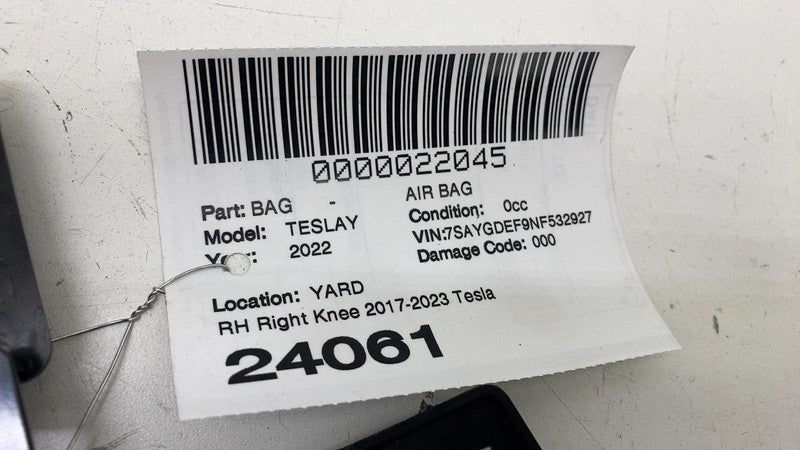 0000022045
Part: BAG - AIR BAG
Model: TESLAY Condition: 0cc
Year: 2022 VIN:7SAYGDEF9NF532927
Damage Code: 000
Location: YARD
RH Right Knee 2017-2023 Tesla
24061